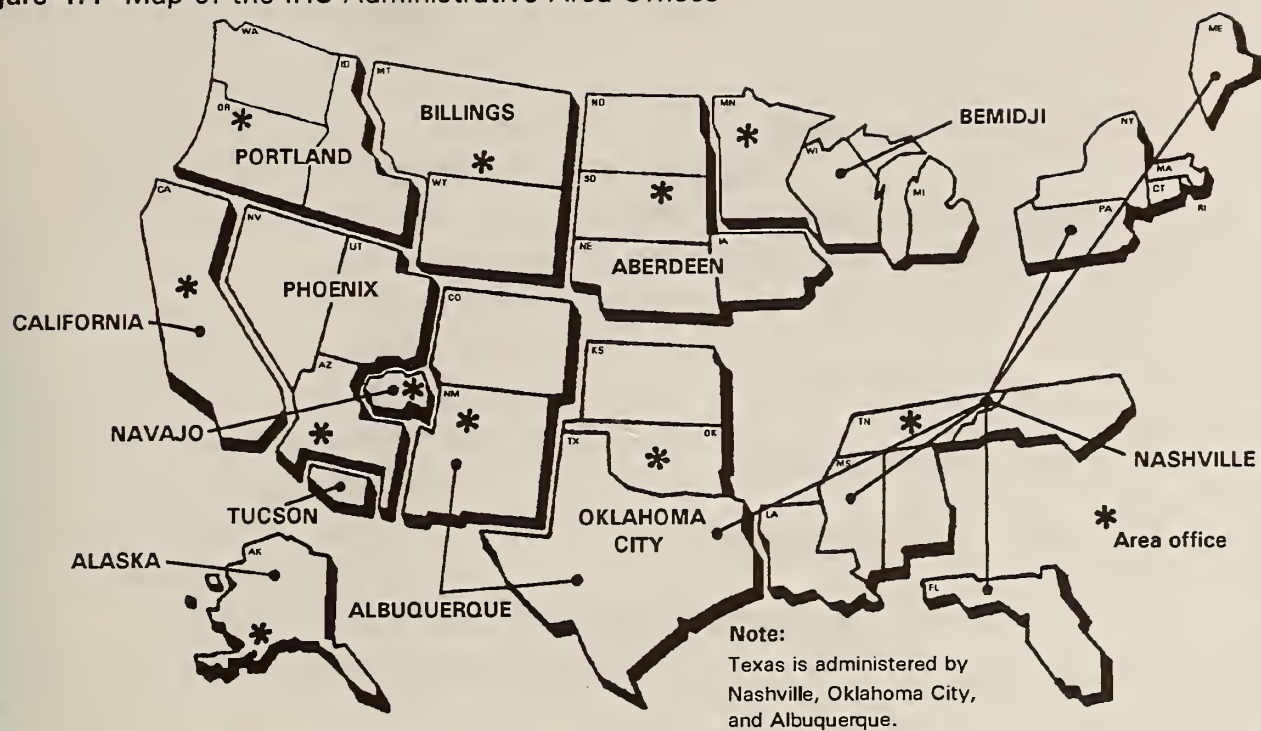 Map of the IHS Administrative Area Offices
WA
ID
MT
OR
PORTLAND
BILLINGS
WY
ND
SD
NE
IA
ABERDEEN
MN
WI
MI
BEMIDJI
ME
NY
MA
CT
RI
PA
CA
NV
UT
PHOENIX
CALIFORNIA
AZ
NAVAJO
TUCSON
CO
NM
KS
OK
TX
OKLAHOMA
CITY
ALBUQUERQUE
ALASKA
AK
TN
MS
LA
FL
NASHVILLE
* Area office
Note:
Texas is administered by
Nashville, Oklahoma City,
and Albuquerque.